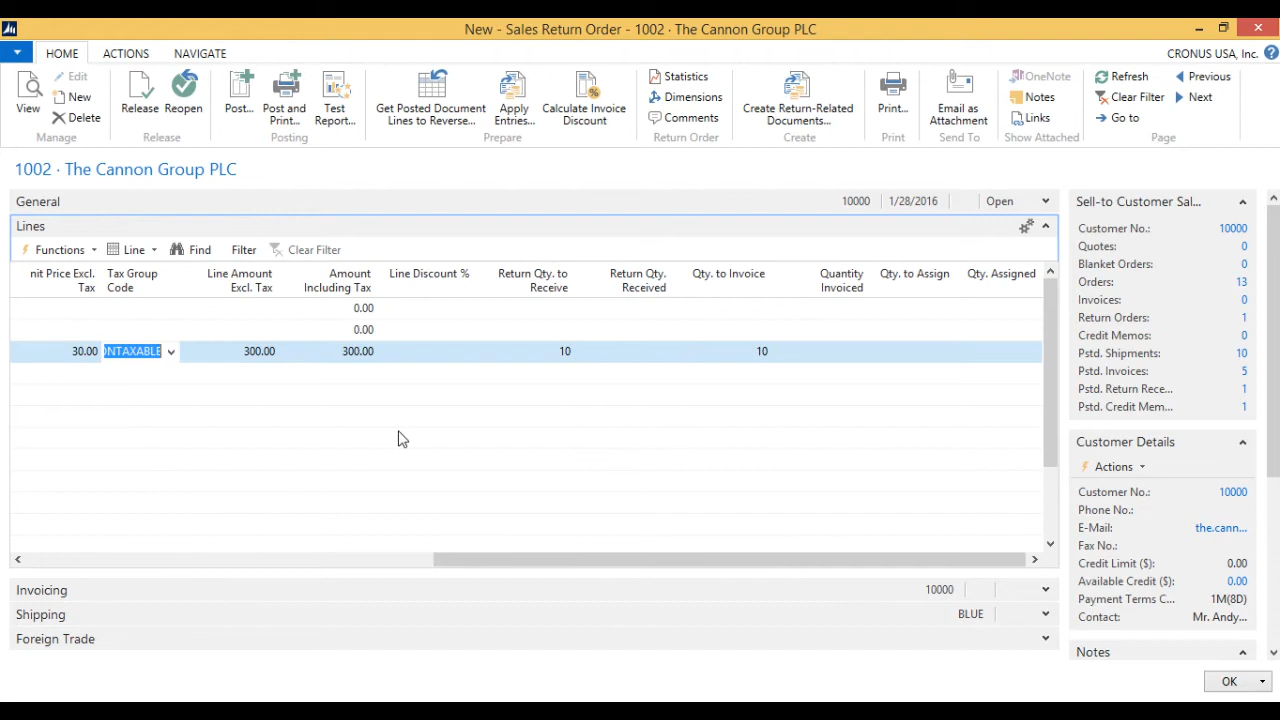 New - Sales Return Order - 1002 · The Cannon Group PLC
HOME ACTIONS NAVIGATE CRONUS USA, Inc.
View Edit New Delete Manage
Release Reopen Release
Post... Post and Print... Test Report... Posting
Get Posted Document Lines to Reverse... Apply Entries... Calculate Invoice Discount Prepare
Statistics Dimensions Comments Return Order
Create Return-Related Documents... Create
Print... Print
Email as Attachment Send To
OneNote Notes Links Show Attached
Refresh Clear Filter Go to Previous Next Page
1002 · The Cannon Group PLC
General 10000 1/28/2016 Open
Lines
Functions Line Find Filter Clear Filter
nit Price Excl. Tax Tax Group Code Line Amount Excl. Tax Amount Including Tax Line Discount % Return Qty. to Receive Return Qty. Received Qty. to Invoice Quantity Invoiced Qty. to Assign Qty. Assigned
0.00
0.00
30.00 ONTAXABLE 300.00 300.00 10 10
Invoicing 10000
Shipping BLUE
Foreign Trade
Sell-to Customer Sal...
Customer No.: 10000
Quotes: 0
Blanket Orders: 0
Orders: 13
Invoices: 0
Return Orders: 1
Credit Memos: 0
Pstd. Shipments: 10
Pstd. Invoices: 5
Pstd. Return Rece... 1
Pstd. Credit Mem... 1
Customer Details
Actions
Customer No.: 10000
Phone No.:
E-Mail: the.cann...
Fax No.:
Credit Limit ($): 0.00
Available Credit ($): 0.00
Payment Terms C... 1M(8D)
Contact: Mr. Andy...
Notes
OK